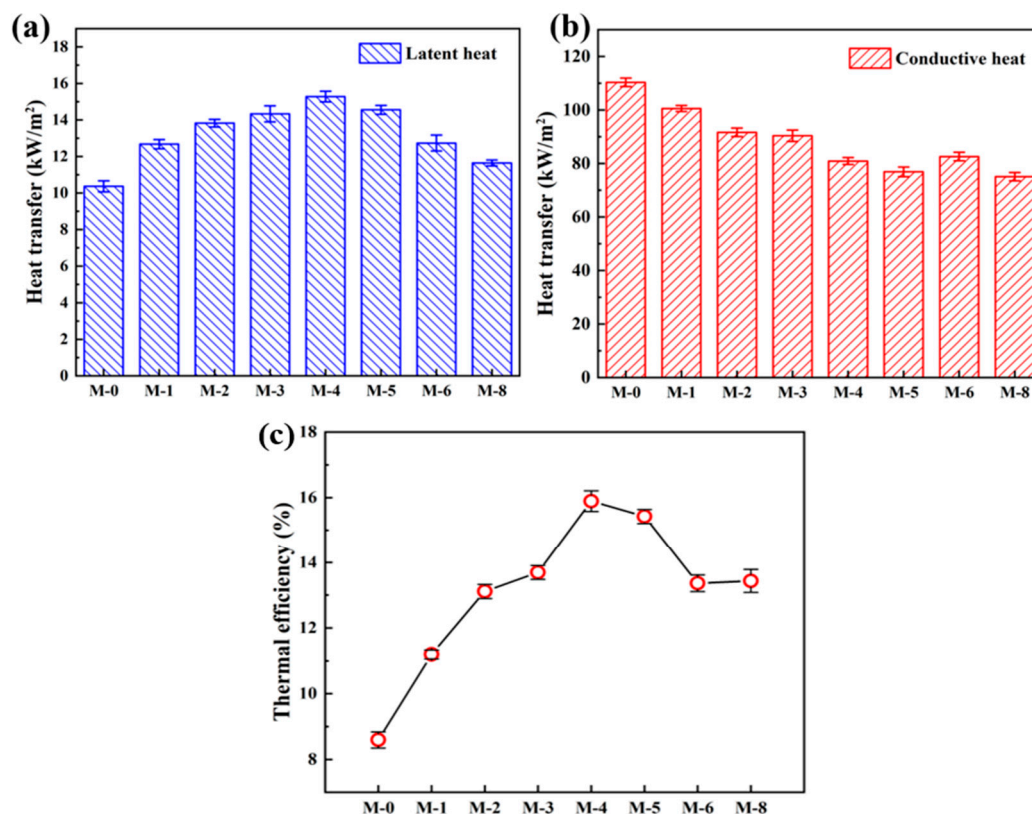 (a)
Latent heat
Heat transfer (kW/m²)
18
16
14
12
10
8
6
4
2
0
M-0 M-1 M-2 M-3 M-4 M-5 M-6 M-8
(b)
Conductive heat
Heat transfer (kW/m²)
120
100
80
60
40
20
0
M-0 M-1 M-2 M-3 M-4 M-5 M-6 M-8
(c)
Thermal efficiency (%)
18
16
14
12
10
8
M-0 M-1 M-2 M-3 M-4 M-5 M-6 M-8